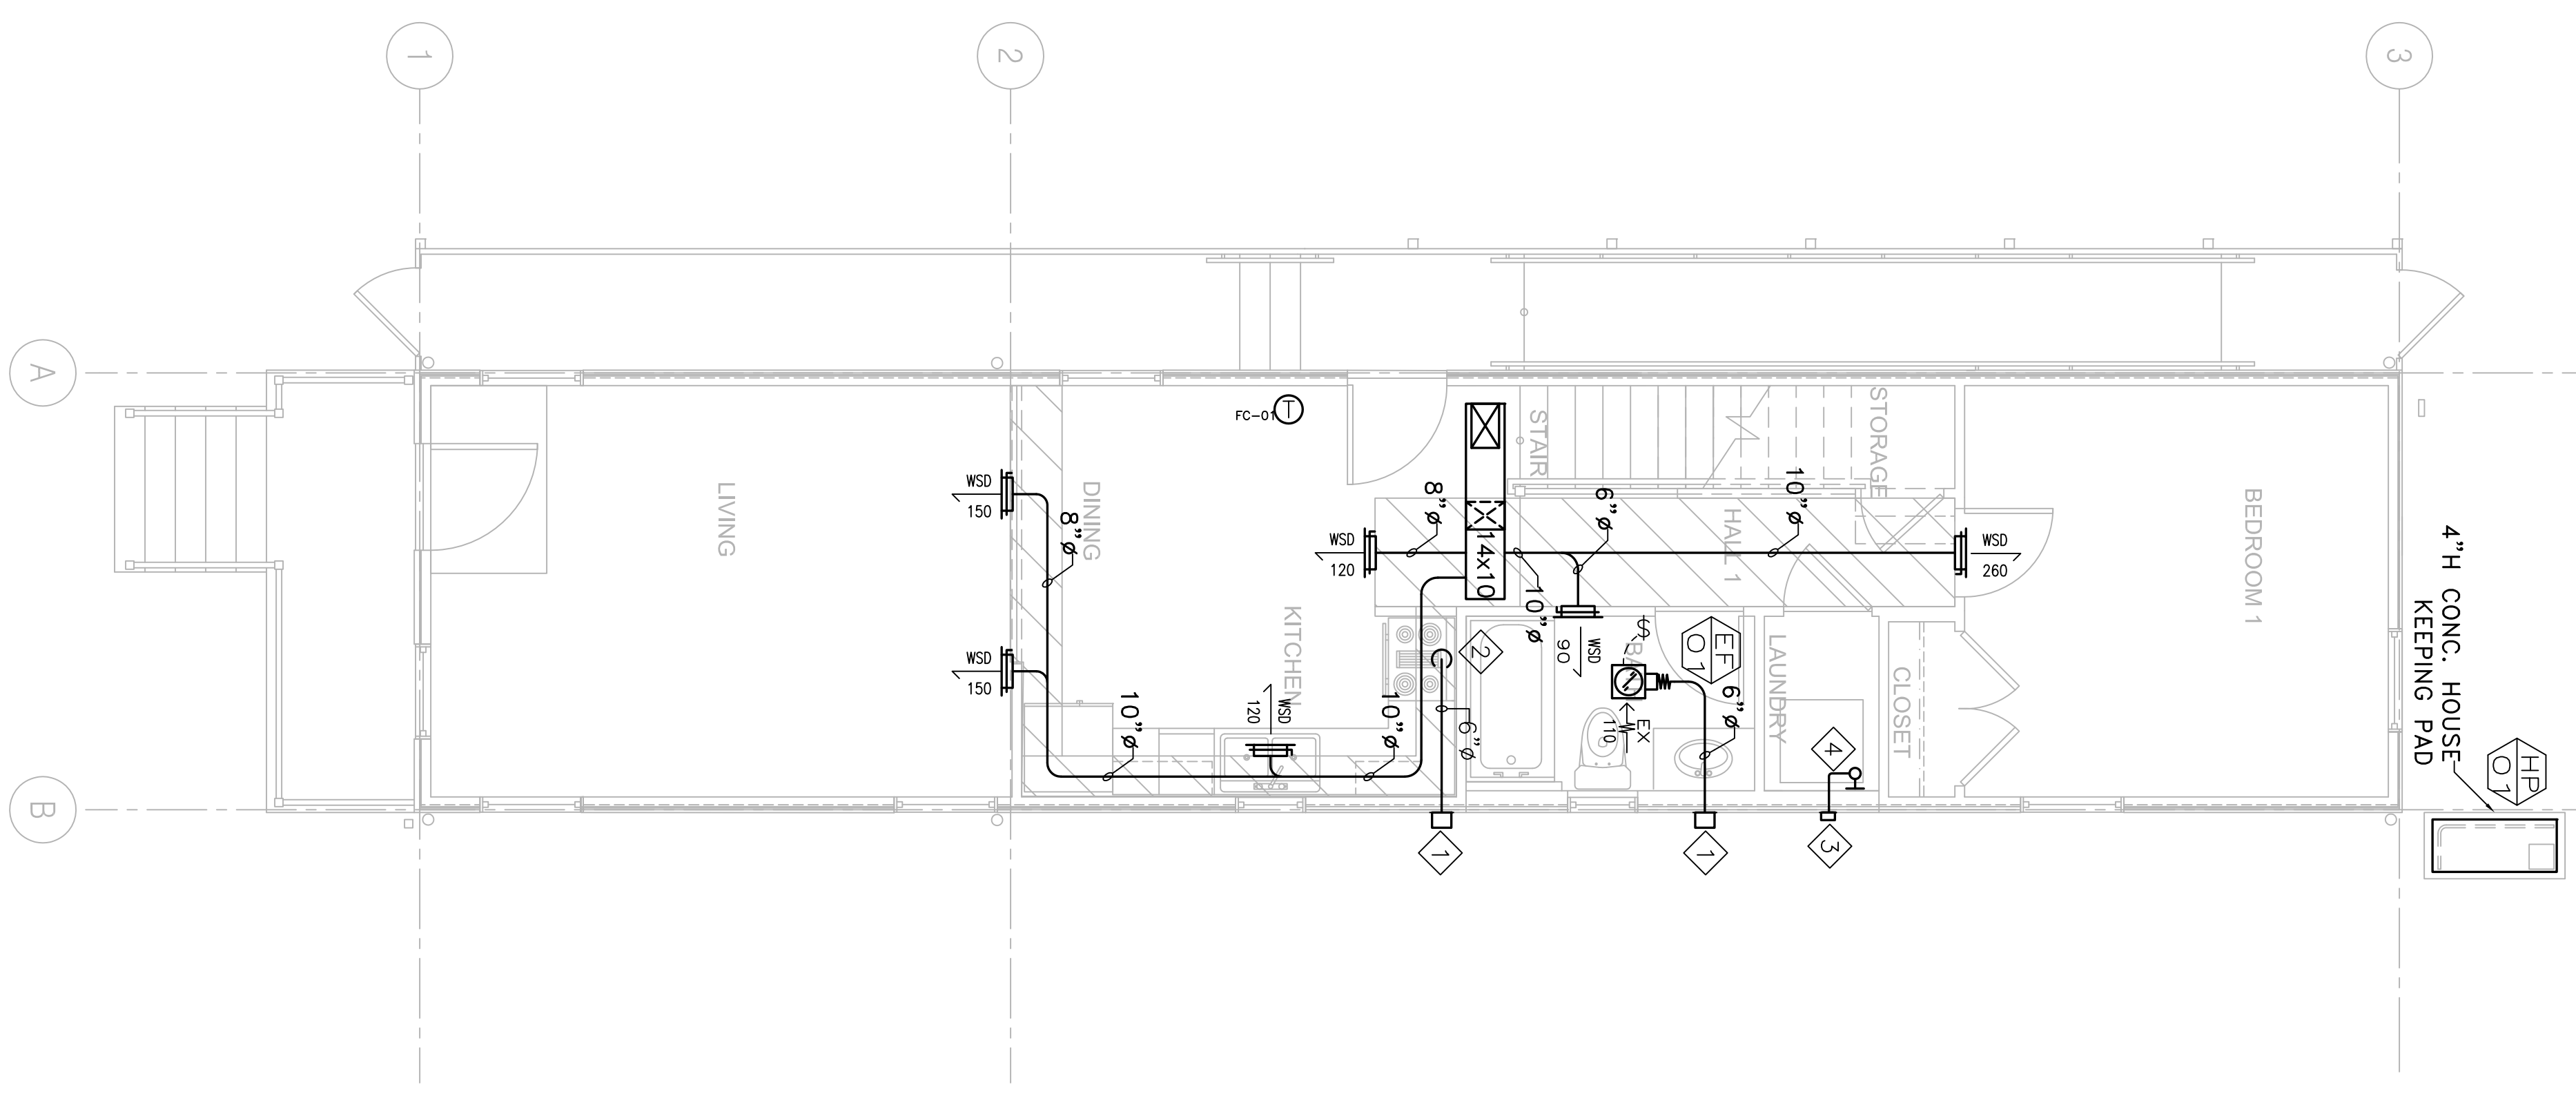 1
2
3
A
B
LIVING
DINING
KITCHEN
STAIR
STORAGE
HALL 1
BEDROOM 1
LAUNDRY
CLOSET
FC-01
T
WSD
150
WSD
150
8"ø
10"ø
WSD
120
10"ø
WSD
120
8"ø
14x10
10"ø
6"ø
WSD
90
10"ø
WSD
260
2
6"ø
$
EF
01
6"ø
EX
110
4
1
1
3
4"H CONC. HOUSE
KEEPING PAD
HP
01